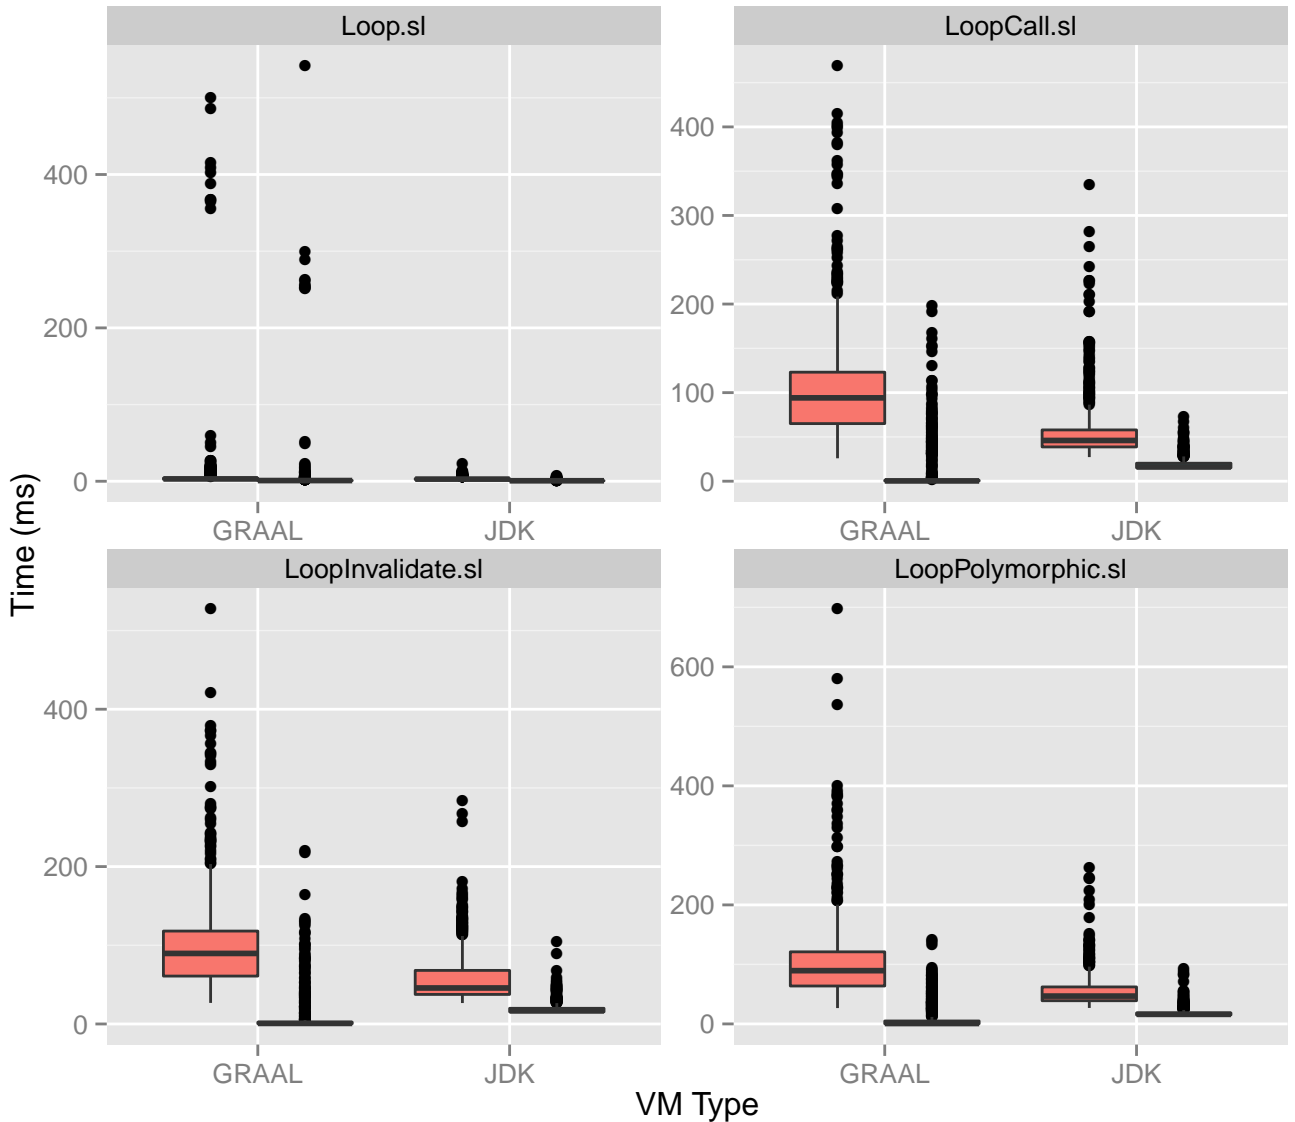 Loop.sl
LoopCall.sl
400
200
0
400
300
200
100
0
GRAAL
JDK
GRAAL
JDK
LoopInvalidate.sl
LoopPolymorphic.sl
400
200
0
600
400
200
0
GRAAL
JDK
GRAAL
JDK
Time (ms)
VM Type